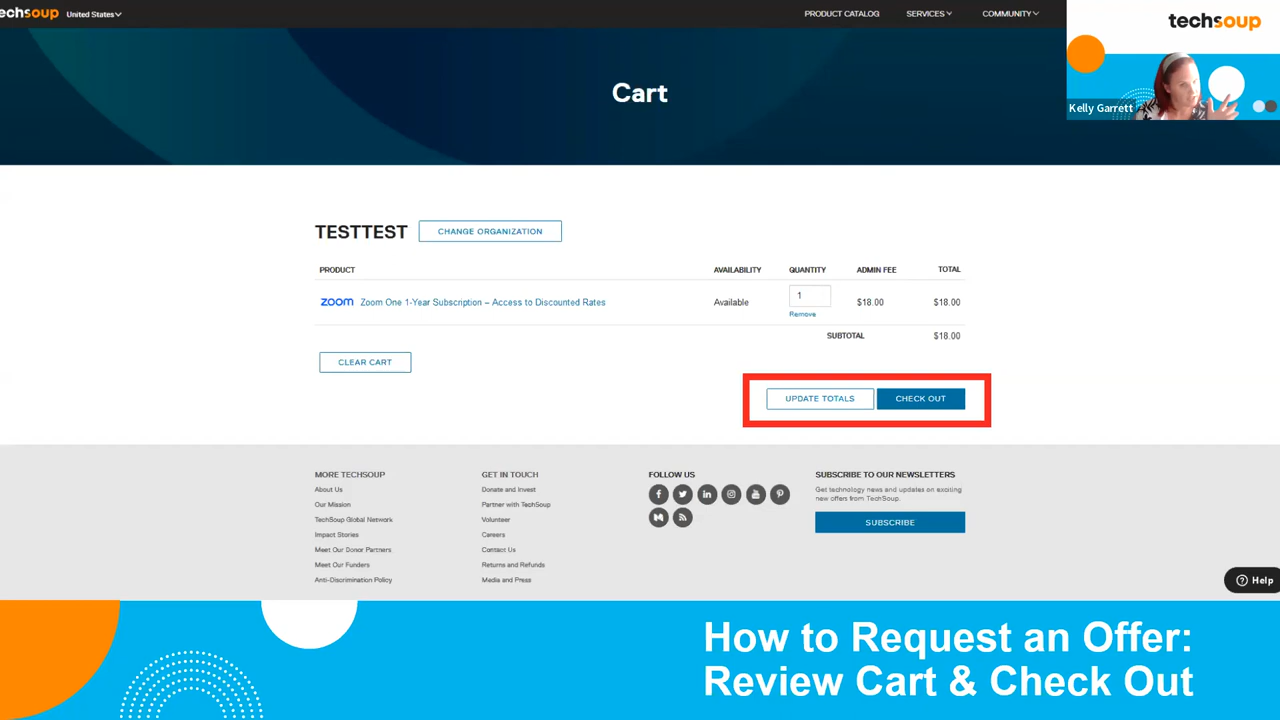 techsoup
United States
PRODUCT CATALOG
SERVICES
COMMUNITY
techsoup
Kelly Garrett
Cart
TESTTEST
CHANGE ORGANIZATION
PRODUCT AVAILABILITY QUANTITY ADMIN FEE TOTAL
zoom Zoom One 1-Year Subscription – Access to Discounted Rates Available 1 $18.00 $18.00
Remove
SUBTOTAL $18.00
CLEAR CART
UPDATE TOTALS
CHECK OUT
MORE TECHSOUP
About Us
Our Mission
TechSoup Global Network
Impact Stories
Meet Our Donor Partners
Meet Our Funders
Anti-Discrimination Policy
GET IN TOUCH
Donate and Invest
Partner with TechSoup
Volunteer
Careers
Contact Us
Returns and Refunds
Media and Press
FOLLOW US
SUBSCRIBE TO OUR NEWSLETTERS
Get technology news and updates on exciting
new offers from TechSoup.
SUBSCRIBE
Help
How to Request an Offer:
Review Cart & Check Out